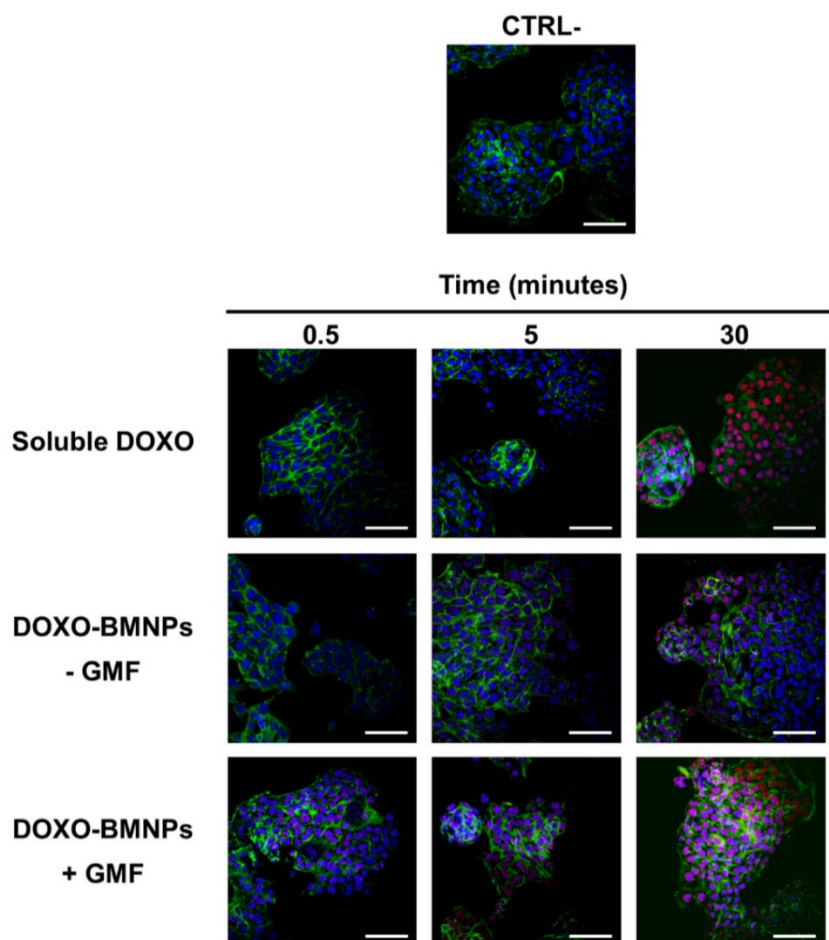 CTRL-
Time (minutes)
0.5 5 30
Soluble DOXO
DOXO-BMNPs
- GMF
DOXO-BMNPs
+ GMF